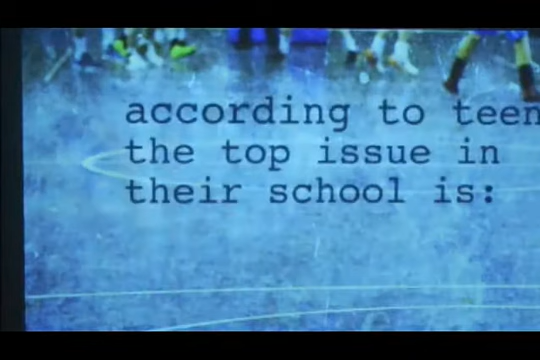 according to teen
the top issue in
their school is: